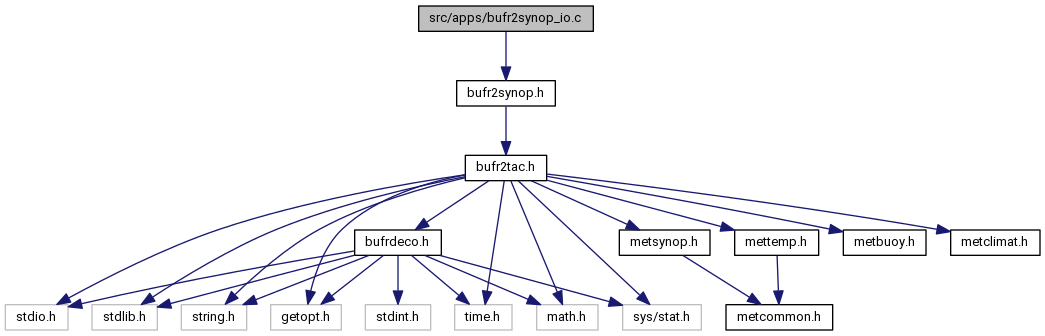 src/apps/bufr2synop_io.c
bufr2synop.h
bufr2tac.h
bufrdeco.h
metsynop.h
mettemp.h
metbuoy.h
metclimat.h
stdio.h
stdlib.h
string.h
getopt.h
stdint.h
time.h
math.h
sys/stat.h
metcommon.h